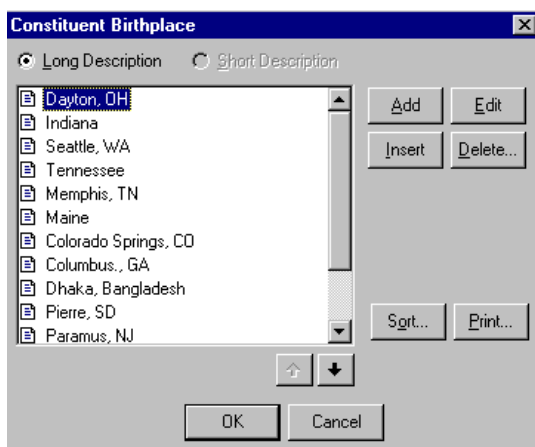 Constituent Birthplace
Long Description Short Description
Dayton, OH
Indiana
Seattle, WA
Tennessee
Memphis, TN
Maine
Colorado Springs, CO
Columbus., GA
Dhaka, Bangladesh
Pierre, SD
Paramus, NJ
Add Edit
Insert Delete...
Sort... Print...
OK Cancel